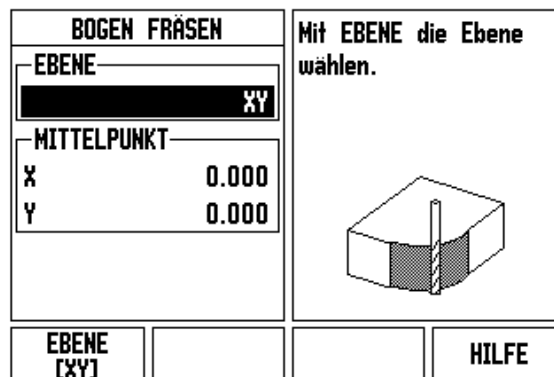 BOGEN FRÄSEN
EBENE
XY
MITTELPUNKT
X 0.000
Y 0.000
Mit EBENE die Ebene
wählen.
EBENE
[XY]
HILFE